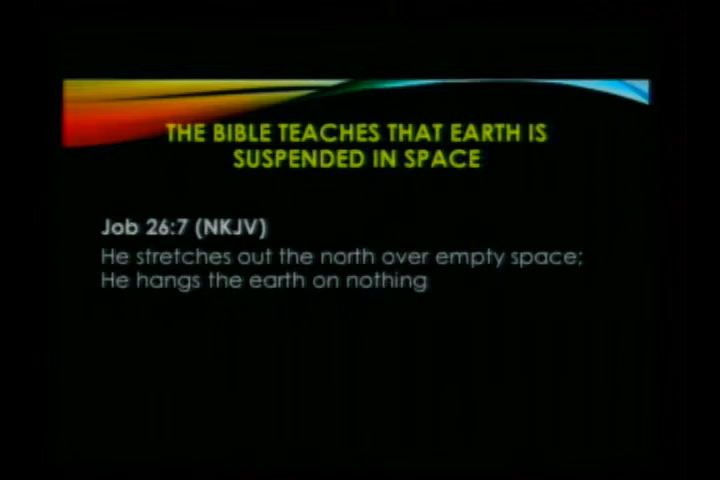 THE BIBLE TEACHES THAT EARTH IS
SUSPENDED IN SPACE
Job 26:7 (NKJV)
He stretches out the north over empty space;
He hangs the earth on nothing